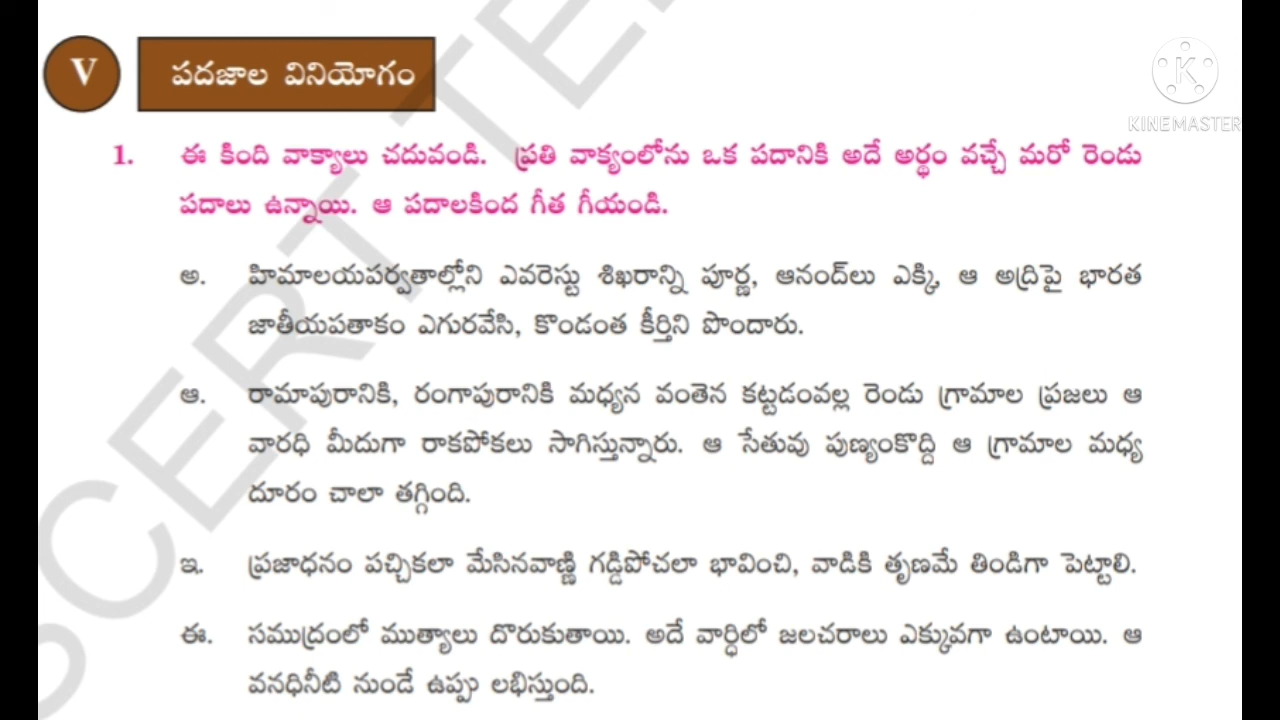 V పదజాల వినియోగం
KINEMASTER
1. ఈ కింది వాక్యాలు చదువండి. ప్రతి వాక్యంలోను ఒక పదానికి అదే అర్థం వచ్చే మరో రెండు
పదాలు ఉన్నాయి. ఆ పదాలకింద గీత గీయండి.
అ. హిమాలయపర్వతాల్లోని ఎవరెస్టు శిఖరాన్ని పూర్ణ, ఆనంద్‌లు ఎక్కి, ఆ అద్రిపై భారత
జాతీయపతాకం ఎగురవేసి, కొండంత కీర్తిని పొందారు.
ఆ. రామాపురానికి, రంగాపురానికి మధ్యన వంతెన కట్టడంవల్ల రెండు గ్రామాల ప్రజలు ఆ
వారధి మీదుగా రాకపోకలు సాగిస్తున్నారు. ఆ సేతువు పుణ్యంకొద్ది ఆ గ్రామాల మధ్య
దూరం చాలా తగ్గింది.
ఇ. ప్రజాధనం పచ్చికలా మేసినవాణ్ణి గడ్డిపోచలా భావించి, వాడికి తృణమే తిండిగా పెట్టాలి.
ఈ. సముద్రంలో ముత్యాలు దొరుకుతాయి. అదే వార్ధిలో జలచరాలు ఎక్కువగా ఉంటాయి. ఆ
వనధినీటి నుండే ఉప్పు లభిస్తుంది.
SCERT TE